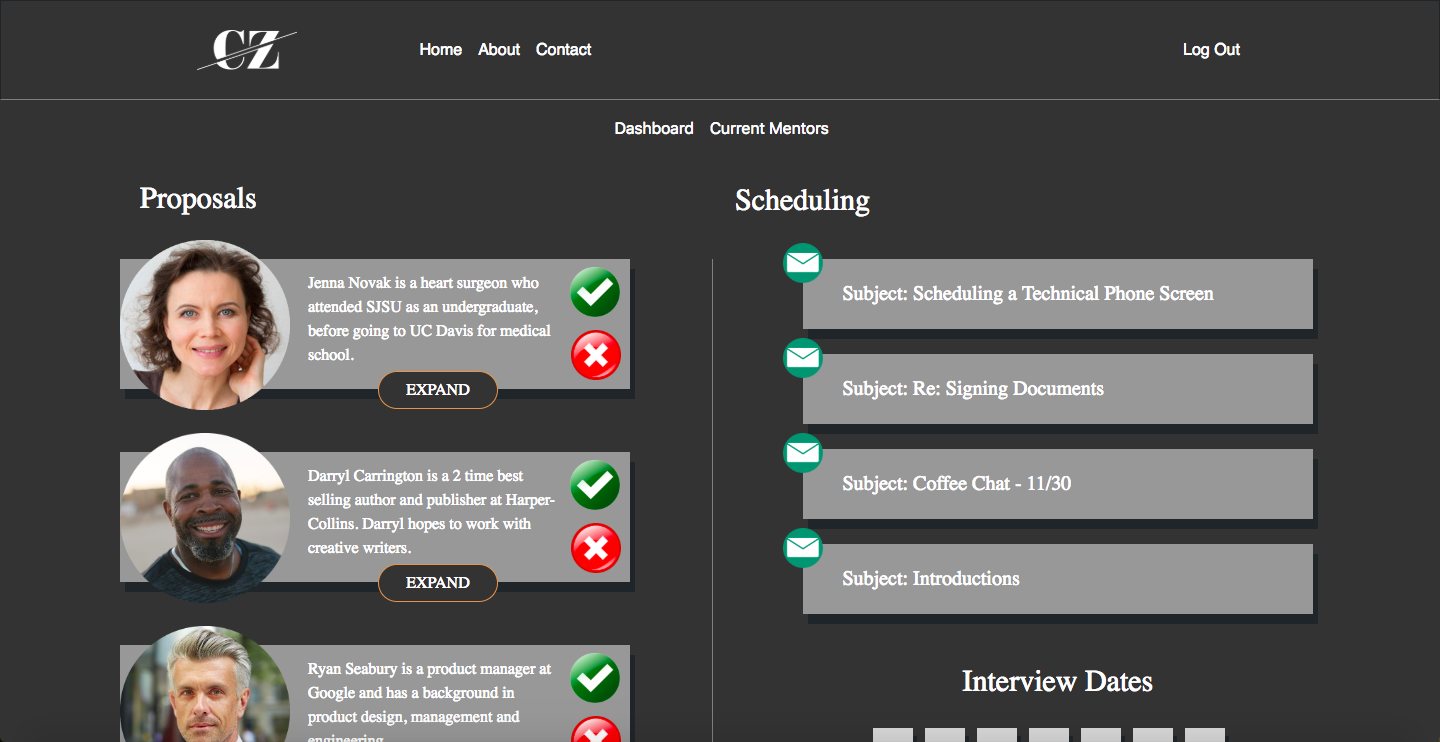 CZ
Home About Contact
Log Out
Dashboard Current Mentors
Proposals
Jenna Novak is a heart surgeon who
attended SJSU as an undergraduate,
before going to UC Davis for medical
school.
EXPAND
Darryl Carrington is a 2 time best
selling author and publisher at Harper-
Collins. Darryl hopes to work with
creative writers.
EXPAND
Ryan Seabury is a product manager at
Google and has a background in
product design, management and
engineering.
Scheduling
Subject: Scheduling a Technical Phone Screen
Subject: Re: Signing Documents
Subject: Coffee Chat - 11/30
Subject: Introductions
Interview Dates